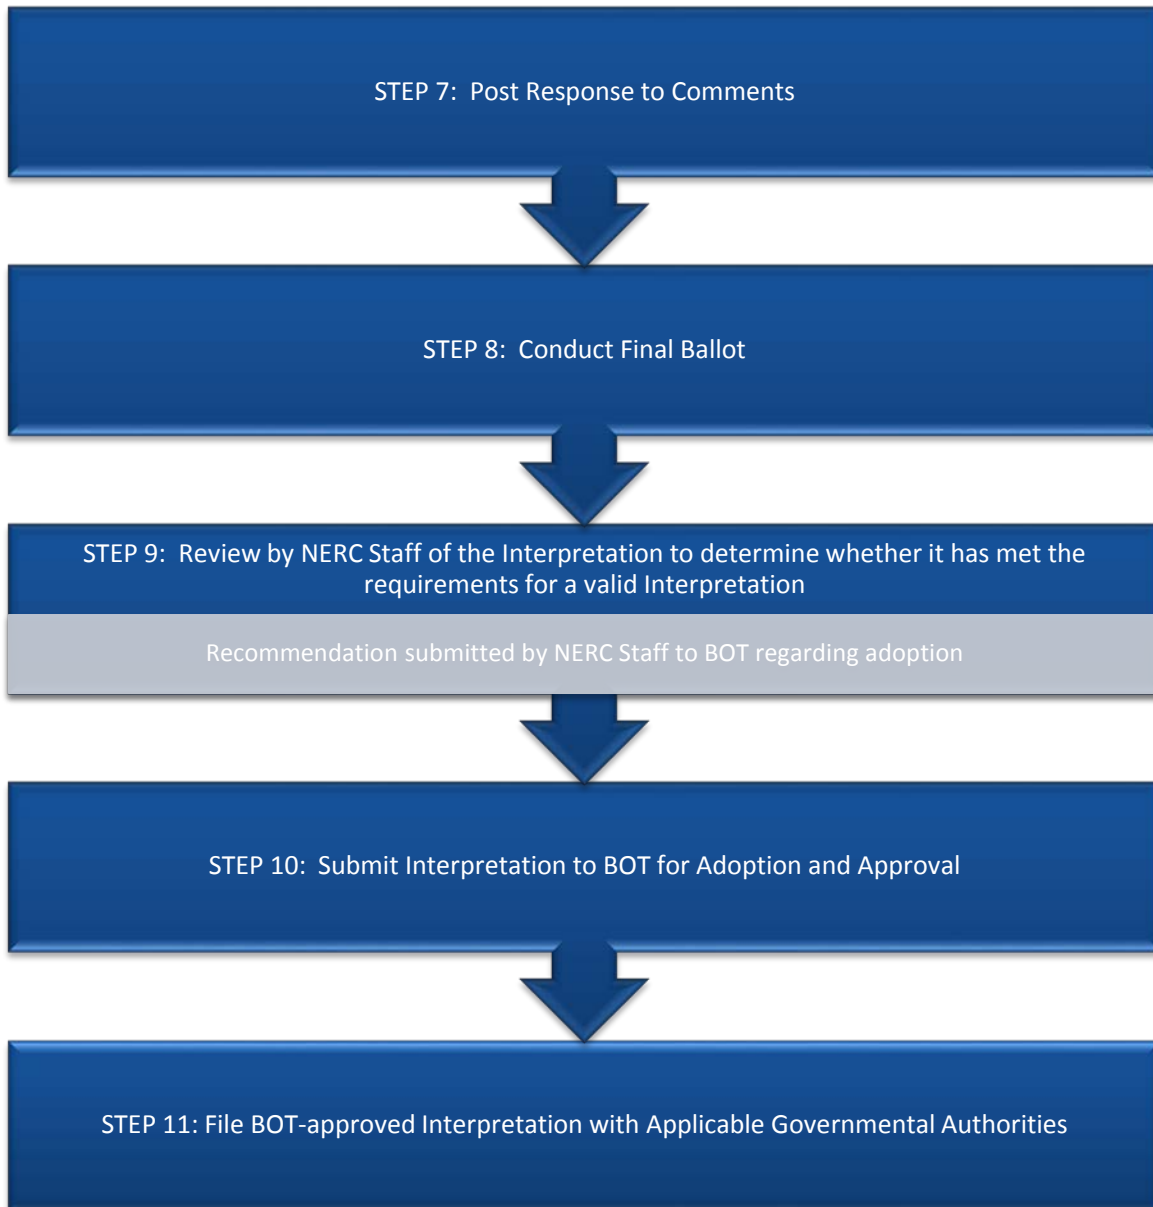 STEP 7:  Post Response to Comments
STEP 8:  Conduct Final Ballot
STEP 9:  Review by NERC Staff of the Interpretation to determine whether it has met the
requirements for a valid Interpretation
Recommendation submitted by NERC Staff to BOT regarding adoption
STEP 10:  Submit Interpretation to BOT for Adoption and Approval
STEP 11: File BOT-approved Interpretation with Applicable Governmental Authorities